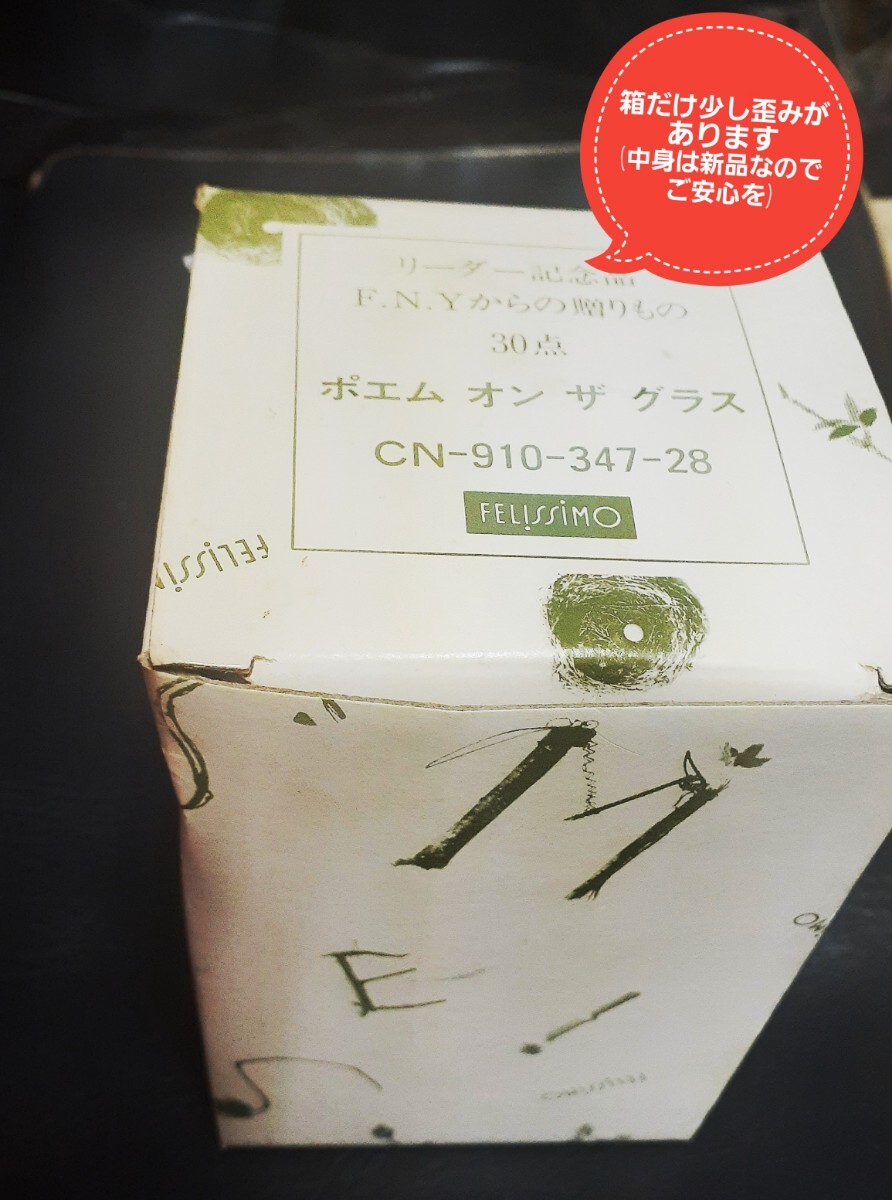 箱だけ少し歪みが
あります
(中身は新品なので
ご安心を)
リーダー記念品
F.N.Yからの贈りもの
30点
ポエム オン ザ グラス
CN-910-347-28
FELiSSiMO
FELiSSiM
M
E
S